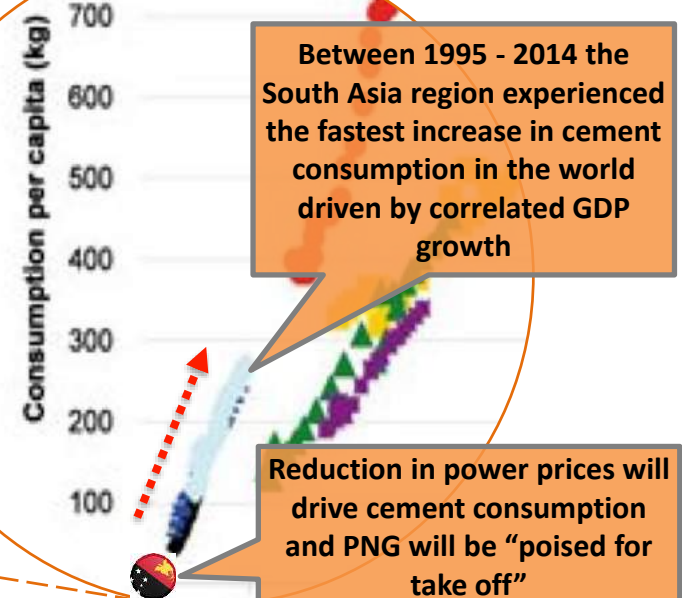 Consumption per capita (kg)
700
600
500
400
300
200
100
Between 1995 - 2014 the
South Asia region experienced
the fastest increase in cement
consumption in the world
driven by correlated GDP
growth
Reduction in power prices will
drive cement consumption
and PNG will be “poised for
take off”